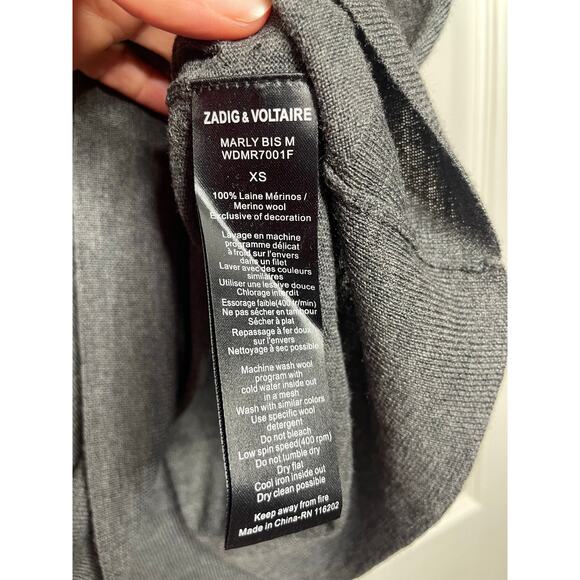 ZADIG & VOLTAIRE
MARLY BIS M
WDMR7001F
XS
100% Laine Mérinos /
Merino wool
Exclusive of decoration
Lavage en machine
programme délicat
à froid sur l'envers
dans un filet
Laver avec des couleurs
similaires
Utiliser une lessive douce
Chlorage interdit
Essorage faible(400 tr/min)
Ne pas sécher en tambour
Sécher à plat
Repassage à fer doux
sur l'envers
Nettoyage à sec possible
Machine wash wool
program with
cold water inside out
in a mesh
Wash with similar colors
Use specific wool
detergent
Do not bleach
Low spin speed(400 rpm)
Do not tumble dry
Dry flat
Cool iron inside out
Dry clean possible
Keep away from fire
Made in China-RN 116202